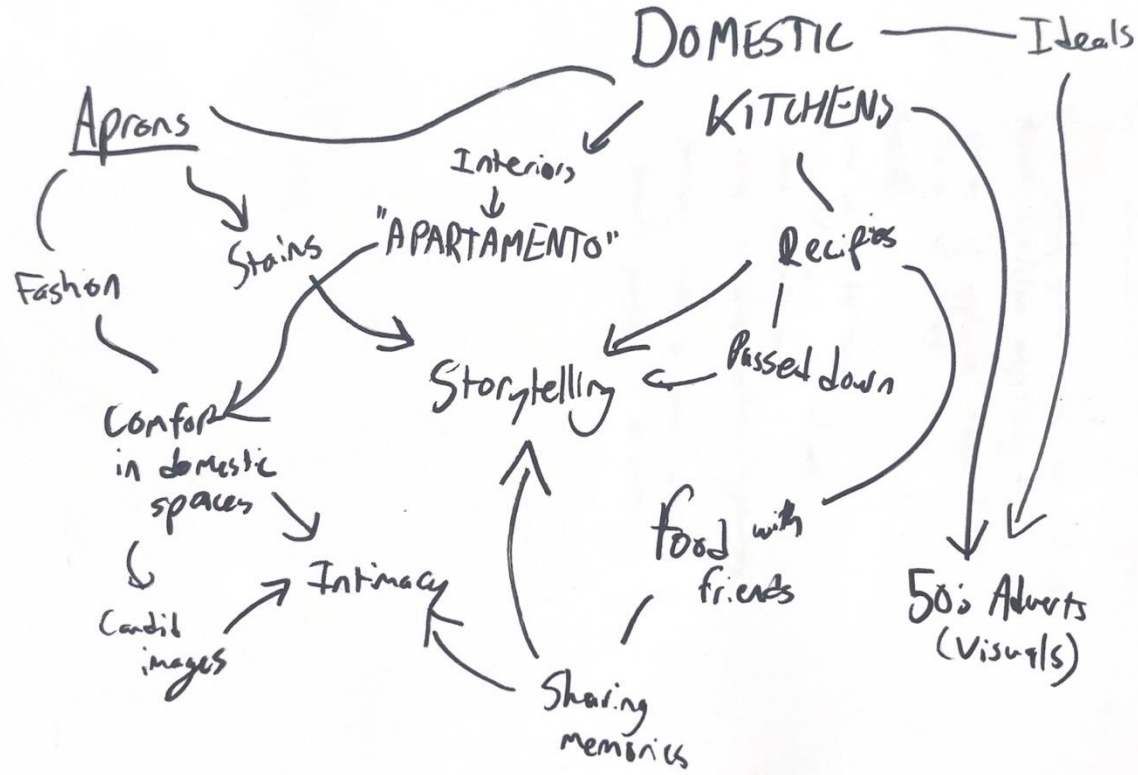 DOMESTIC
Ideals
KITCHENS
Aprons
Interiors
"APARTAMENTO"
Stains
Recipies
Fashion
Passed down
Storytelling
Comfort
in domestic
spaces
food with
friends
Intimacy
50's Adverts
(Visuals)
Candid
images
Sharing
memories